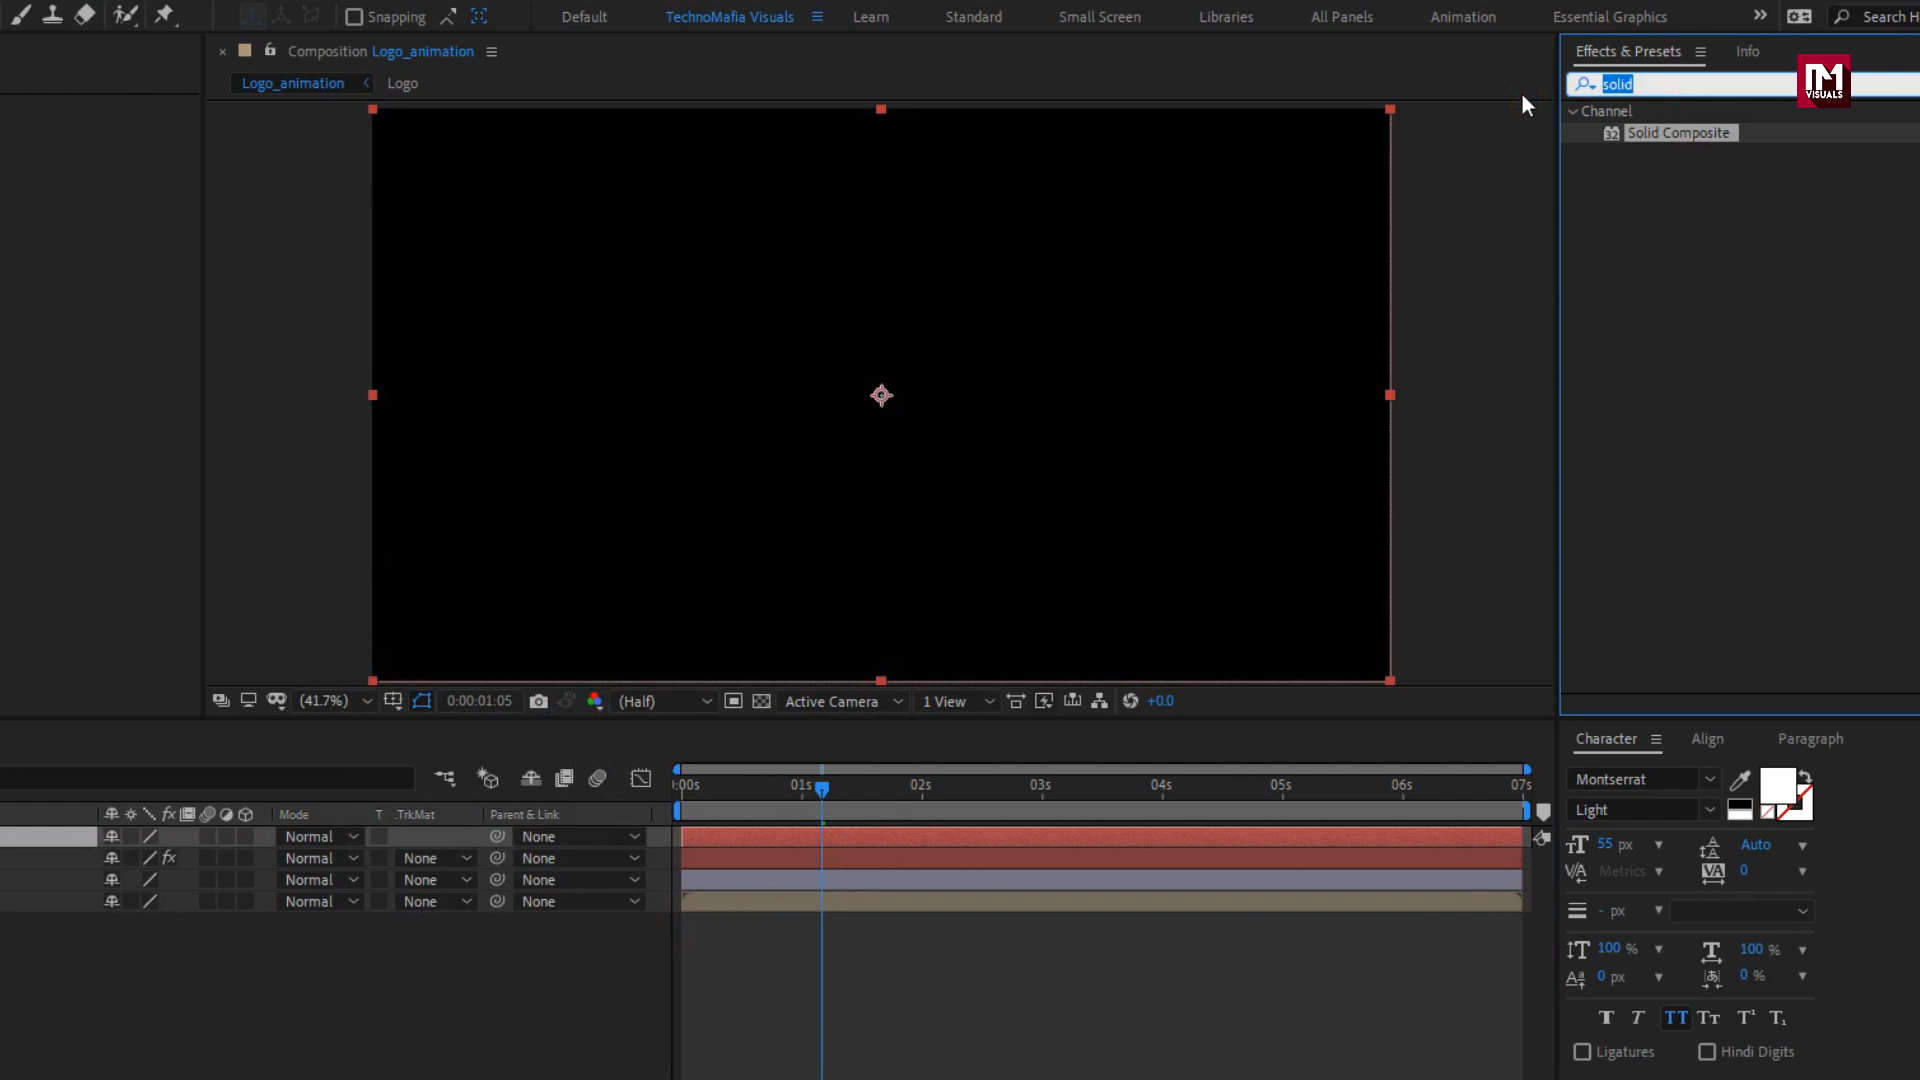 Snapping Default TechnoMafia Visuals Learn Standard Small Screen Libraries All Panels Animation Essential Graphics Search H
Composition Logo_animation
Effects & Presets Info
Logo_animation Logo
solid
VISUALS
Channel
32 Solid Composite
(41.7%) 0:00:01:05 (Half) Active Camera 1 View +0.0
Character Align Paragraph
Montserrat
Light
55 px Auto
Metrics 0
- px
100 % 100 %
0 px 0 %
Ligatures Hindi Digits
:00s 01s 02s 03s 04s 05s 06s 07s
fx Mode T .TrkMat Parent & Link
Normal None
fx Normal None None
Normal None None
Normal None None